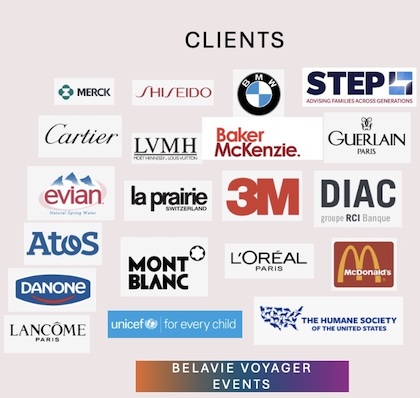 CLIENTS
MERCK
SHISEIDO
BMW
STEP
ADVISING FAMILIES ACROSS GENERATIONS
Cartier
LVMH
MOËT HENNESSY . LOUIS VUITTON
Baker
McKenzie.
GUERLAIN
PARIS
evian
Natural Spring Water
la prairie
SWITZERLAND
3M
DIAC
groupe RCI Banque
Atos
MONT
BLANC
L'ORÉAL
PARIS
M
McDonald's
DANONE
LANCÔME
PARIS
unicef | for every child
THE HUMANE SOCIETY
OF THE UNITED STATES
BELAVIE VOYAGER
EVENTS